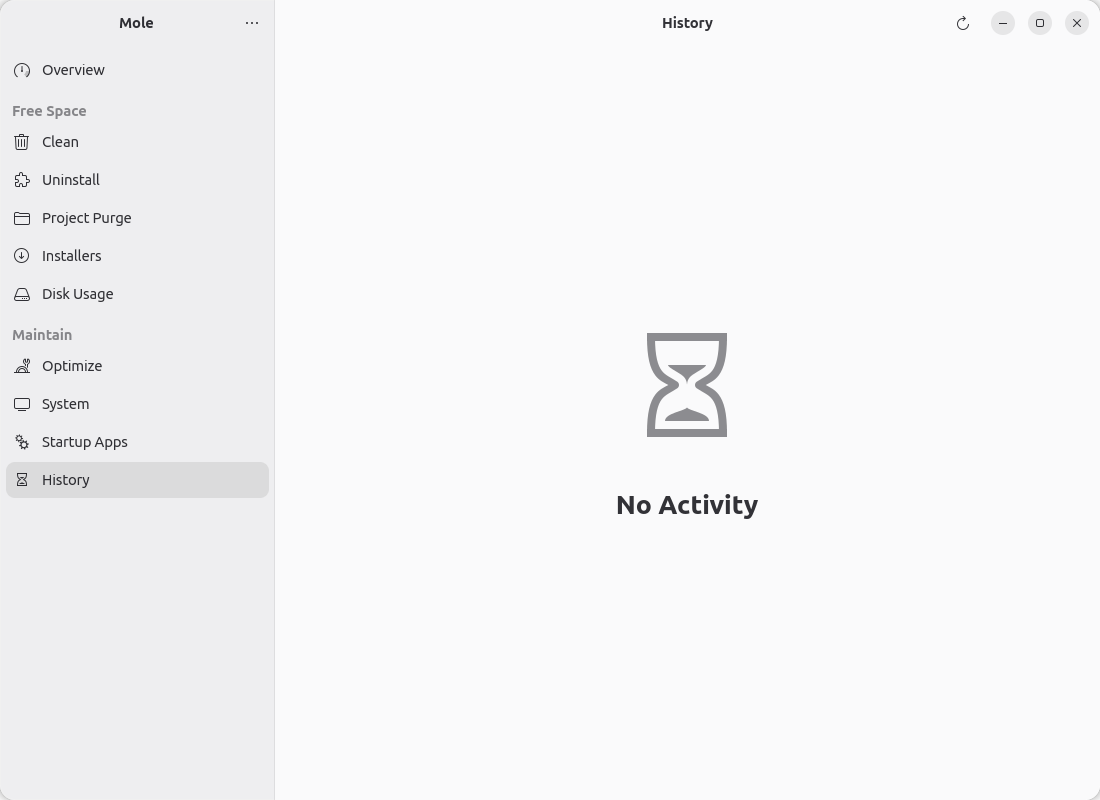 Mole
History
Overview
Free Space
Clean
Uninstall
Project Purge
Installers
Disk Usage
Maintain
Optimize
System
Startup Apps
History
No Activity